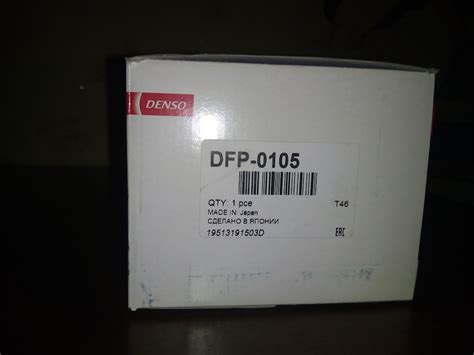 DENSO
DFP-0105
QTY: 1 pce T46
MADE IN: Japan
СДЕЛАНО В ЯПОНИИ
19513191503D EAC